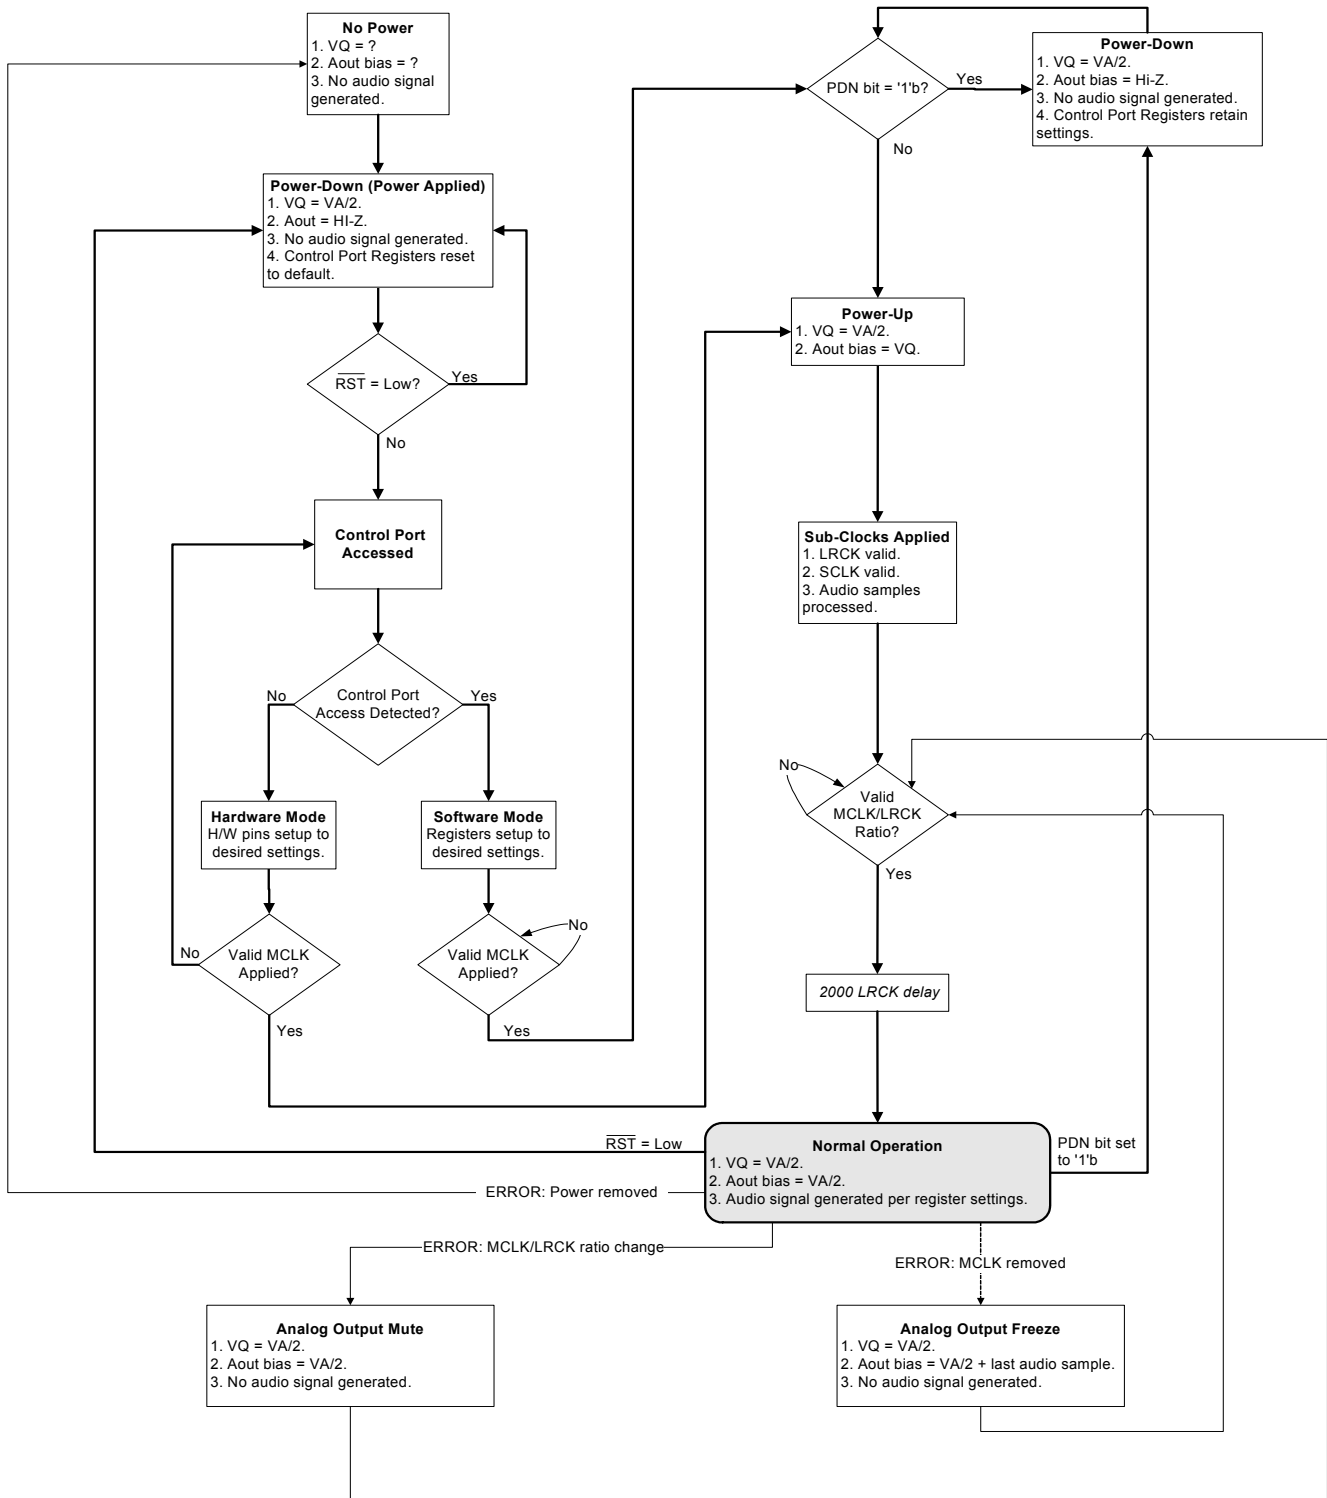 No Power
1. VQ = ?
2. Aout bias = ?
3. No audio signal
generated.
Power-Down (Power Applied)
1. VQ = VA/2.
2. Aout = HI-Z.
3. No audio signal generated.
4. Control Port Registers reset
to default.
RST = Low?
Yes
No
Control Port
Accessed
Control Port
Access Detected?
No
Yes
Hardware Mode
H/W pins setup to
desired settings.
Software Mode
Registers setup to
desired settings.
Valid MCLK
Applied?
No
Yes
Valid MCLK
Applied?
No
Yes
PDN bit = '1'b?
Yes
No
Power-Down
1. VQ = VA/2.
2. Aout bias = Hi-Z.
3. No audio signal generated.
4. Control Port Registers retain
settings.
Power-Up
1. VQ = VA/2.
2. Aout bias = VQ.
Sub-Clocks Applied
1. LRCK valid.
2. SCLK valid.
3. Audio samples
processed.
No
Valid
MCLK/LRCK
Ratio?
Yes
2000 LRCK delay
Normal Operation
1. VQ = VA/2.
2. Aout bias = VA/2.
3. Audio signal generated per register settings.
RST = Low
PDN bit set
to '1'b
ERROR: Power removed
ERROR: MCLK/LRCK ratio change
ERROR: MCLK removed
Analog Output Mute
1. VQ = VA/2.
2. Aout bias = VA/2.
3. No audio signal generated.
Analog Output Freeze
1. VQ = VA/2.
2. Aout bias = VA/2 + last audio sample.
3. No audio signal generated.